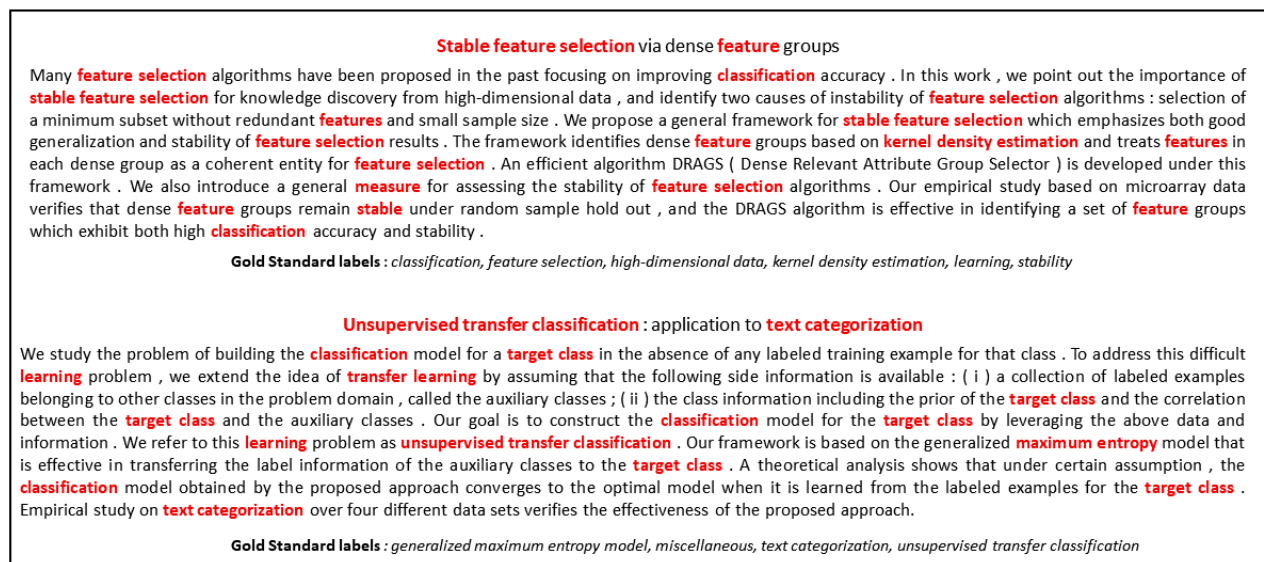 Stable feature selection via dense feature groups
Many feature selection algorithms have been proposed in the past focusing on improving classification accuracy . In this work , we point out the importance of
stable feature selection for knowledge discovery from high-dimensional data , and identify two causes of instability of feature selection algorithms : selection of
a minimum subset without redundant features and small sample size . We propose a general framework for stable feature selection which emphasizes both good
generalization and stability of feature selection results . The framework identifies dense feature groups based on kernel density estimation and treats features in
each dense group as a coherent entity for feature selection . An efficient algorithm DRAGS ( Dense Relevant Attribute Group Selector ) is developed under this
framework . We also introduce a general measure for assessing the stability of feature selection algorithms . Our empirical study based on microarray data
verifies that dense feature groups remain stable under random sample hold out , and the DRAGS algorithm is effective in identifying a set of feature groups
which exhibit both high classification accuracy and stability .
Gold Standard labels : classification, feature selection, high-dimensional data, kernel density estimation, learning, stability
Unsupervised transfer classification : application to text categorization
We study the problem of building the classification model for a target class in the absence of any labeled training example for that class . To address this difficult
learning problem , we extend the idea of transfer learning by assuming that the following side information is available : ( i ) a collection of labeled examples
belonging to other classes in the problem domain , called the auxiliary classes ; ( ii ) the class information including the prior of the target class and the correlation
between the target class and the auxiliary classes . Our goal is to construct the classification model for the target class by leveraging the above data and
information . We refer to this learning problem as unsupervised transfer classification . Our framework is based on the generalized maximum entropy model that
is effective in transferring the label information of the auxiliary classes to the target class . A theoretical analysis shows that under certain assumption , the
classification model obtained by the proposed approach converges to the optimal model when it is learned from the labeled examples for the target class .
Empirical study on text categorization over four different data sets verifies the effectiveness of the proposed approach.
Gold Standard labels : generalized maximum entropy model, miscellaneous, text categorization, unsupervised transfer classification